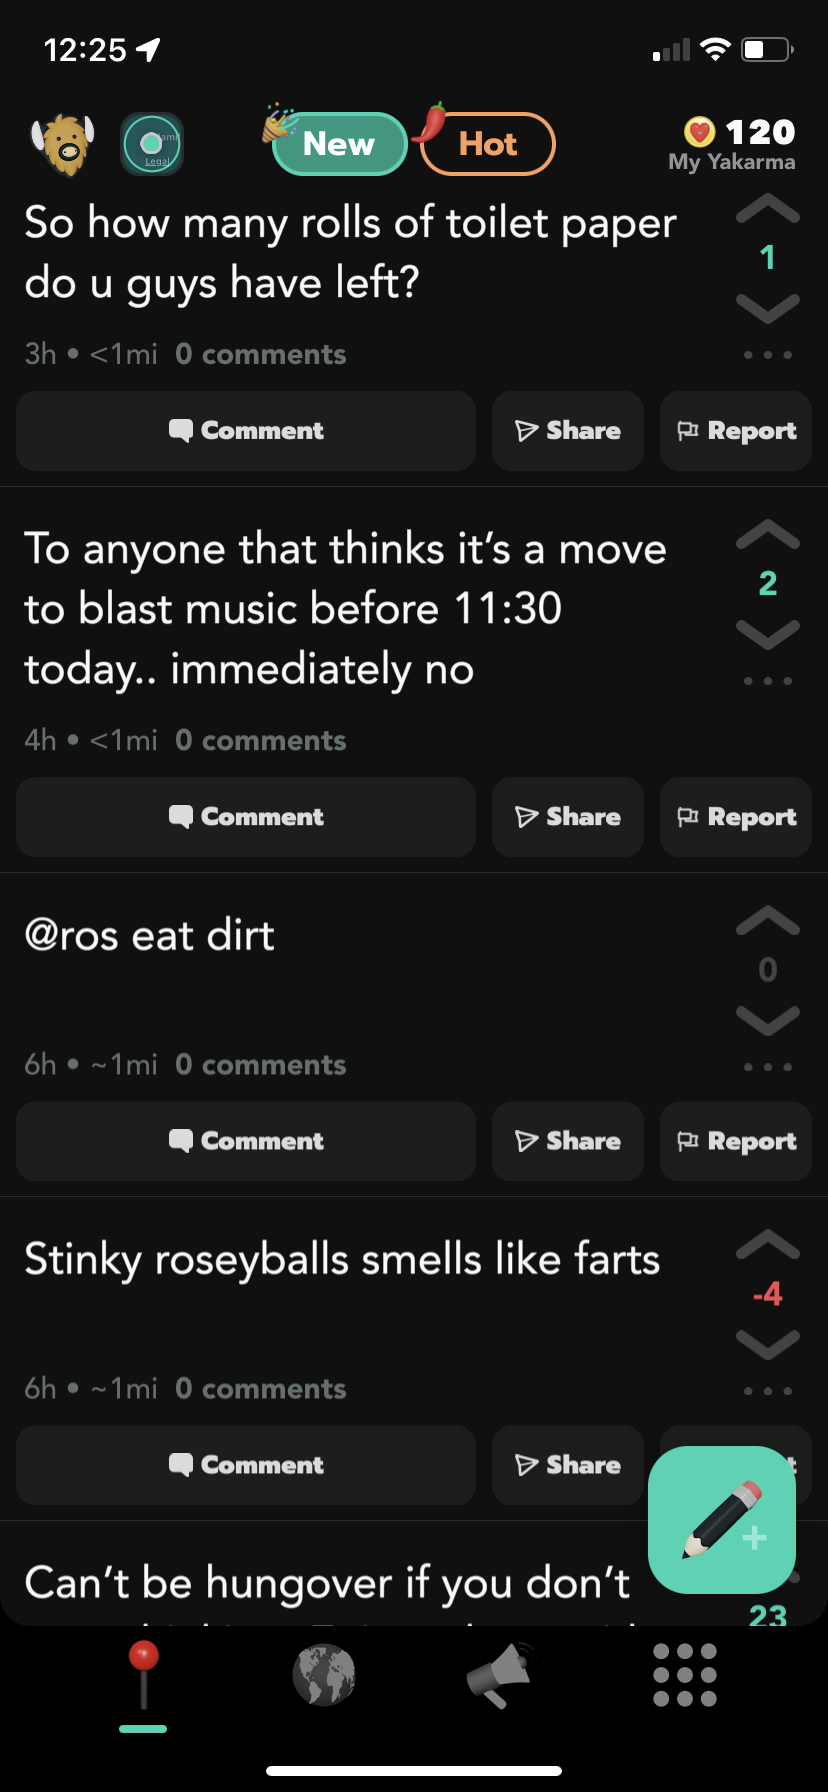 12:25
New
Hot
120
My Yakarma
Legal
So how many rolls of toilet paper
do u guys have left?
1
3h • <1mi 0 comments
Comment
Share
Report
To anyone that thinks it’s a move
to blast music before 11:30
today.. immediately no
2
4h • <1mi 0 comments
Comment
Share
Report
@ros eat dirt
0
6h • ~1mi 0 comments
Comment
Share
Report
Stinky roseyballs smells like farts
-4
6h • ~1mi 0 comments
Comment
Share
Can’t be hungover if you don’t
23